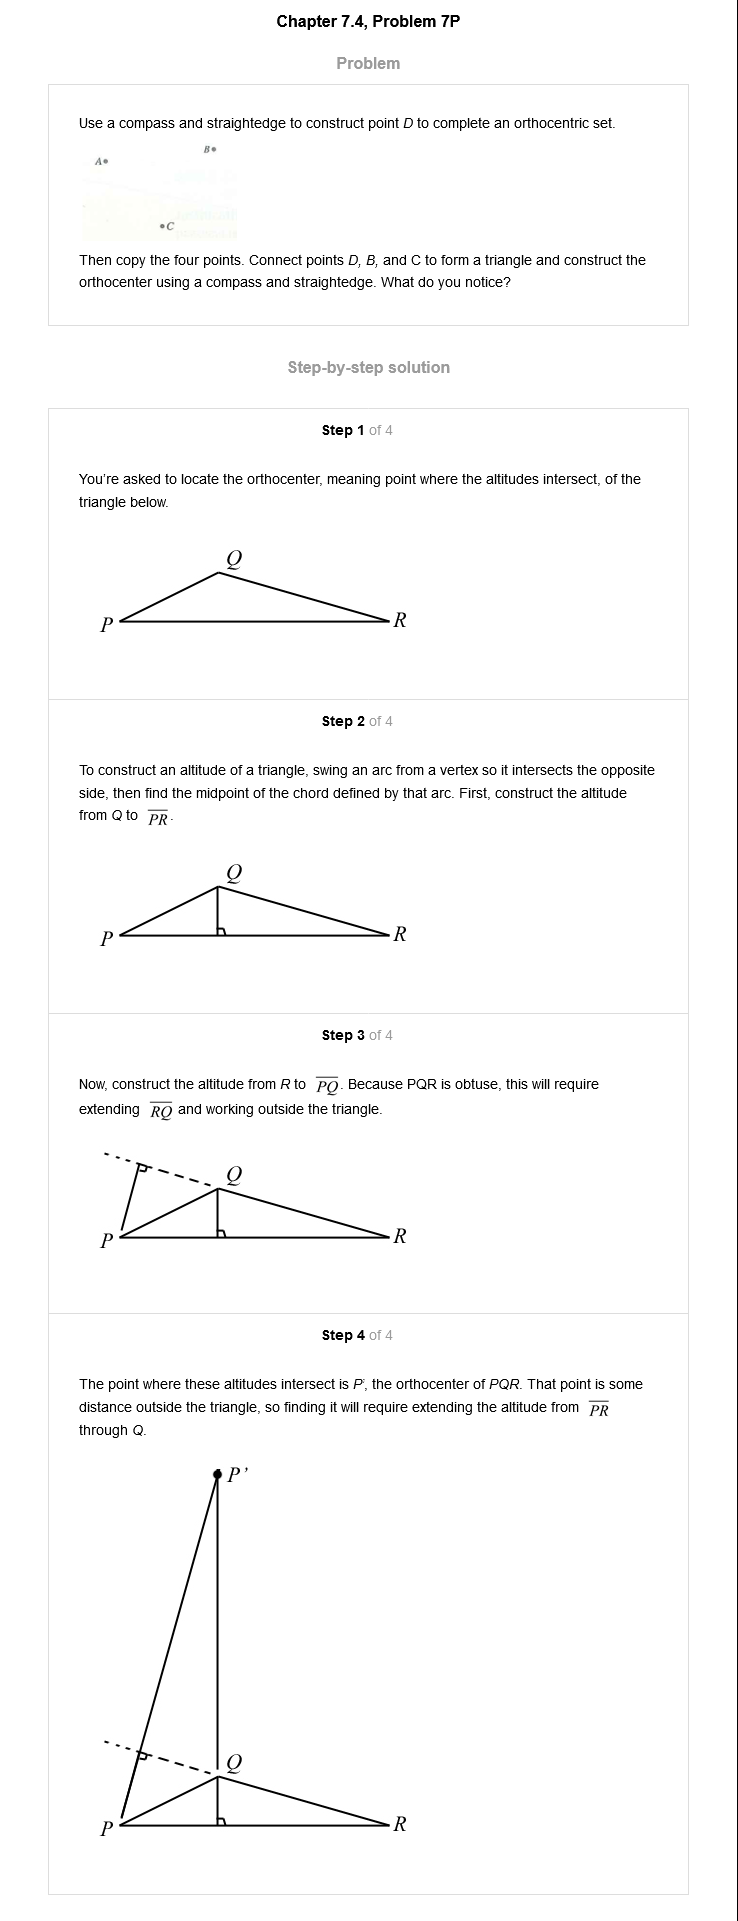 Chapter 7.4, Problem 7P
Problem
Use a compass and straightedge to construct point D to complete an orthocentric set.
B
A
C
Then copy the four points. Connect points D, B, and C to form a triangle and construct the
orthocenter using a compass and straightedge. What do you notice?
Step-by-step solution
Step 1 of 4
You're asked to locate the orthocenter, meaning point where the altitudes intersect, of the
triangle below.
Q
P
R
Step 2 of 4
To construct an altitude of a triangle, swing an arc from a vertex so it intersects the opposite
side, then find the midpoint of the chord defined by that arc. First, construct the altitude
from Q to PR.
Q
P
R
Step 3 of 4
Now, construct the altitude from R to PQ. Because PQR is obtuse, this will require
extending RQ and working outside the triangle.
Q
P
R
Step 4 of 4
The point where these altitudes intersect is P', the orthocenter of PQR. That point is some
distance outside the triangle, so finding it will require extending the altitude from PR
through Q.
P'
Q
P
R